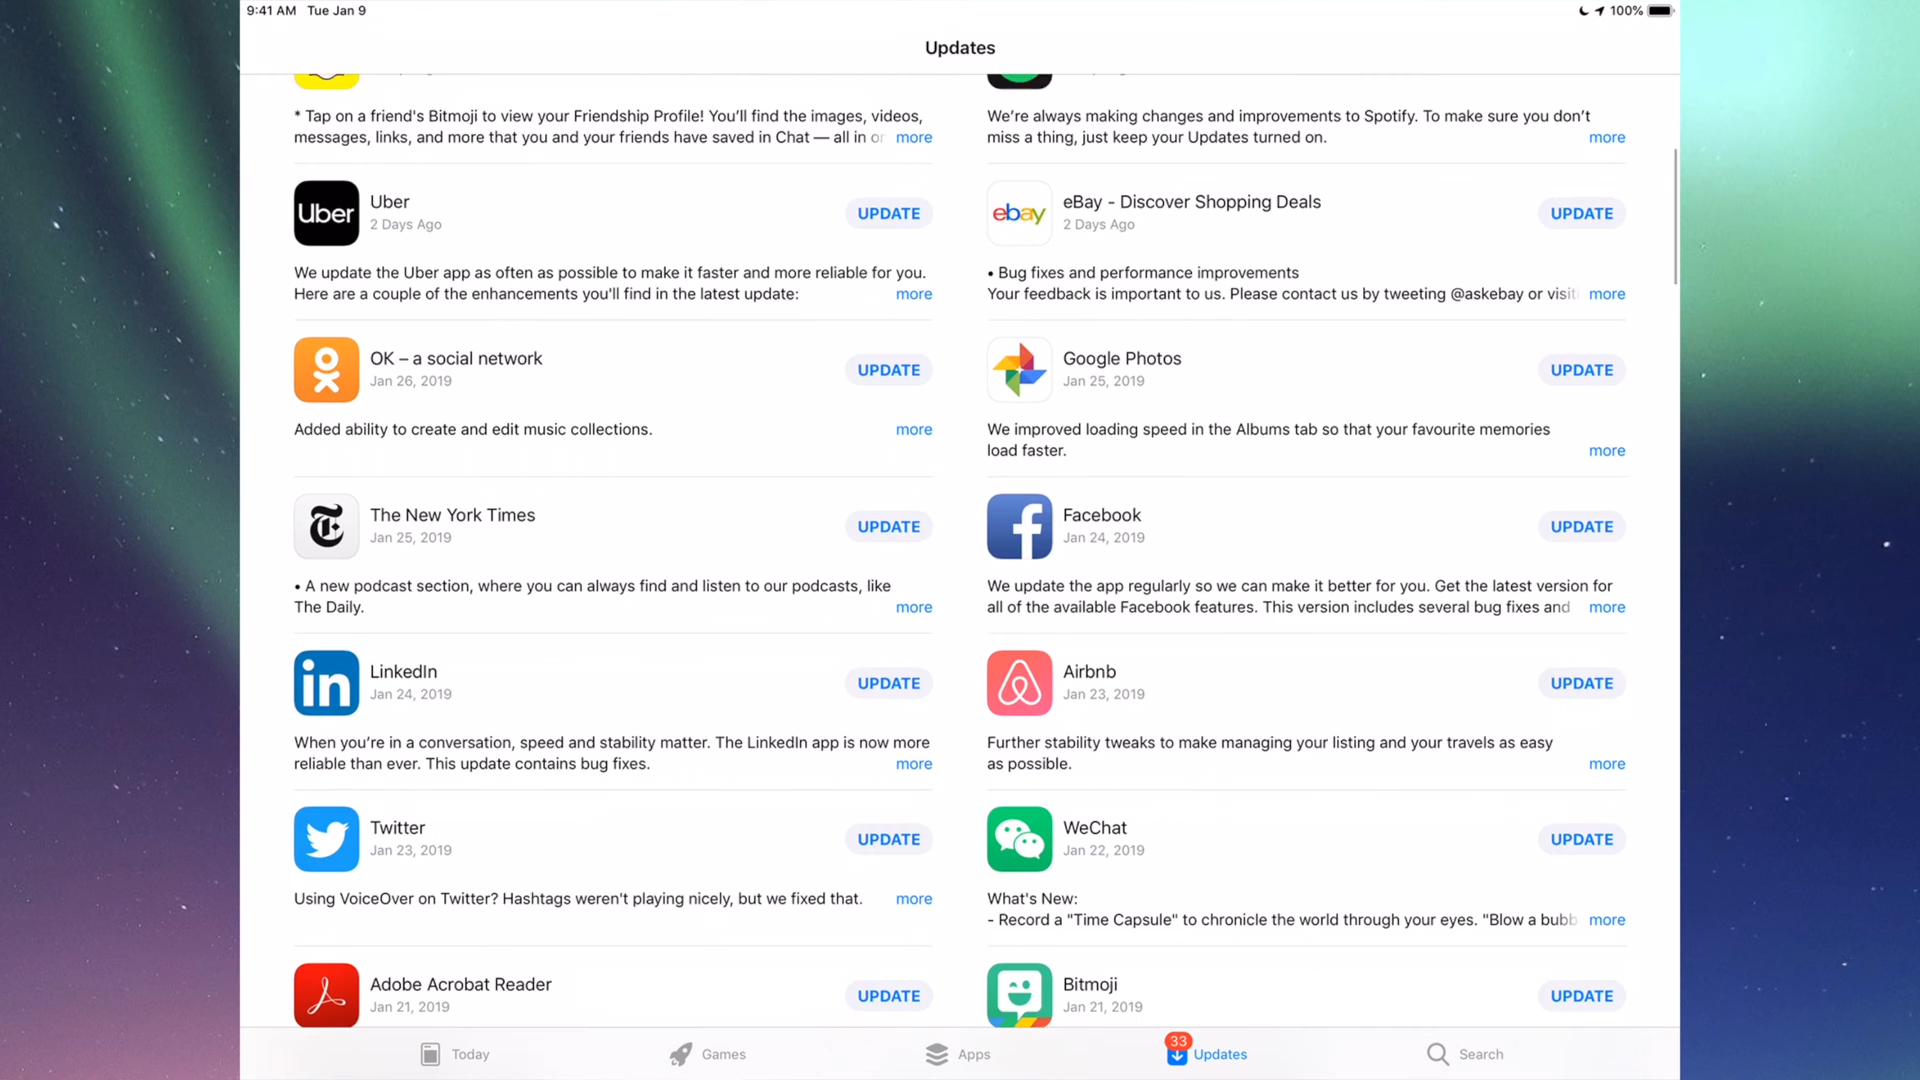 9:41 AM Tue Jan 9
100%
Updates
* Tap on a friend's Bitmoji to view your Friendship Profile! You'll find the images, videos,
messages, links, and more that you and your friends have saved in Chat — all in or more
We're always making changes and improvements to Spotify. To make sure you don't
miss a thing, just keep your Updates turned on. more
Uber
Uber
2 Days Ago
UPDATE
We update the Uber app as often as possible to make it faster and more reliable for you.
Here are a couple of the enhancements you'll find in the latest update: more
ebay
eBay - Discover Shopping Deals
2 Days Ago
UPDATE
• Bug fixes and performance improvements
Your feedback is important to us. Please contact us by tweeting @askebay or visit more
OK – a social network
Jan 26, 2019
UPDATE
Added ability to create and edit music collections. more
Google Photos
Jan 25, 2019
UPDATE
We improved loading speed in the Albums tab so that your favourite memories
load faster. more
The New York Times
Jan 25, 2019
UPDATE
• A new podcast section, where you can always find and listen to our podcasts, like
The Daily. more
Facebook
Jan 24, 2019
UPDATE
We update the app regularly so we can make it better for you. Get the latest version for
all of the available Facebook features. This version includes several bug fixes and more
in
LinkedIn
Jan 24, 2019
UPDATE
When you're in a conversation, speed and stability matter. The LinkedIn app is now more
reliable than ever. This update contains bug fixes. more
Airbnb
Jan 23, 2019
UPDATE
Further stability tweaks to make managing your listing and your travels as easy
as possible. more
Twitter
Jan 23, 2019
UPDATE
Using VoiceOver on Twitter? Hashtags weren't playing nicely, but we fixed that. more
WeChat
Jan 22, 2019
UPDATE
What's New:
- Record a "Time Capsule" to chronicle the world through your eyes. "Blow a bubb more
Adobe Acrobat Reader
Jan 21, 2019
UPDATE
Bitmoji
Jan 21, 2019
UPDATE
Today
Games
Apps
33
Updates
Search